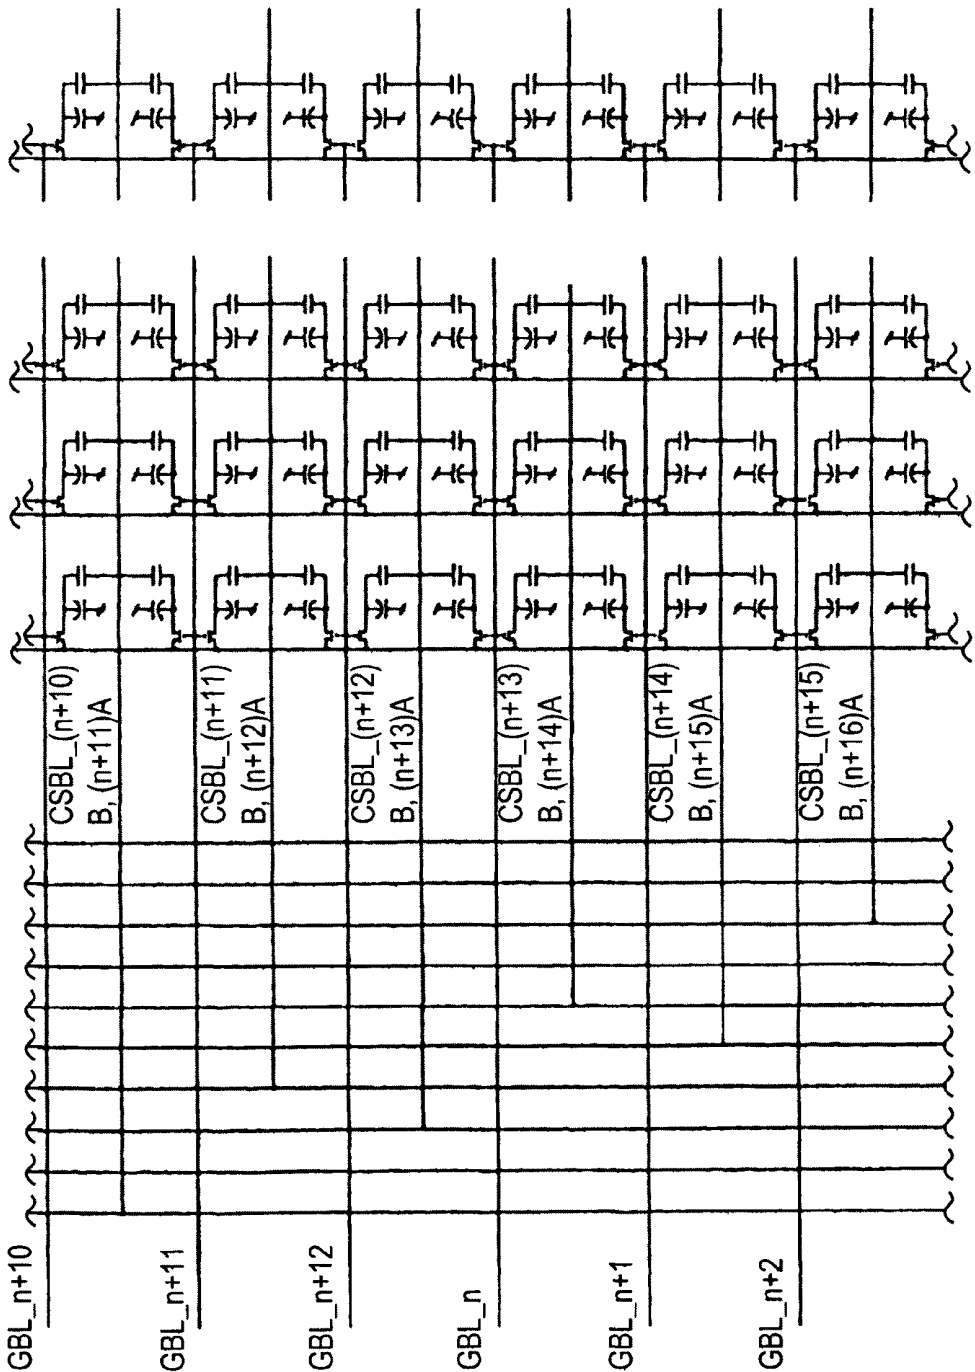 CSBL_(n+10)
B, (n+11)A
CSBL_(n+11)
B, (n+12)A
CSBL_(n+12)
B, (n+13)A
CSBL_(n+13)
B, (n+14)A
CSBL_(n+14)
B, (n+15)A
CSBL_(n+15)
B, (n+16)A
GBL_n+10
GBL_n+11
GBL_n+12
GBL_n
GBL_n+1
GBL_n+2